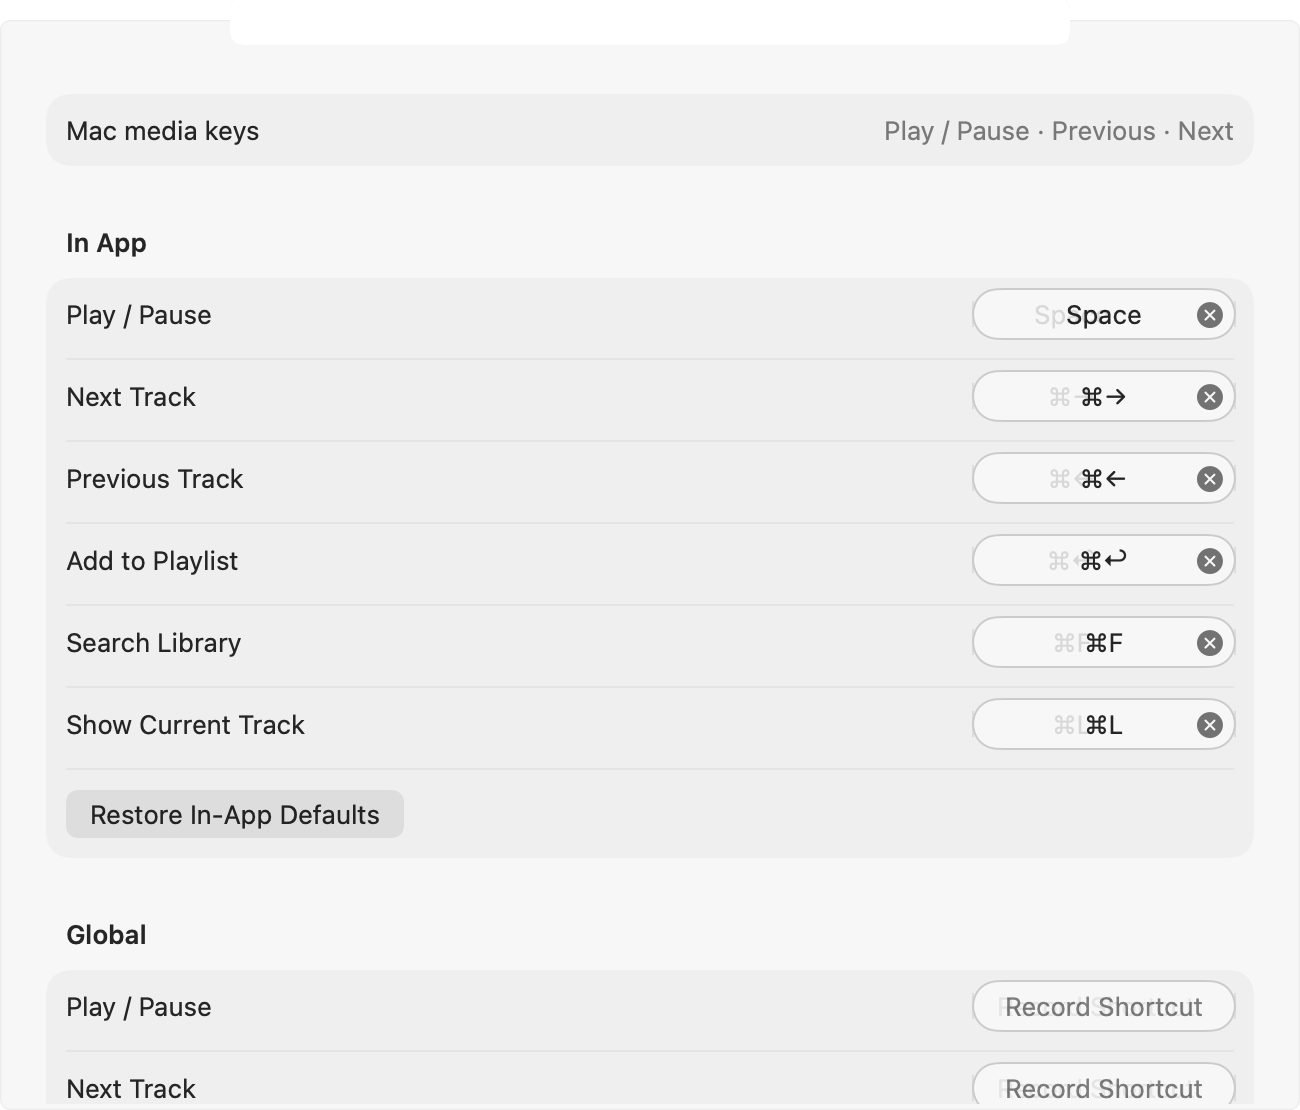 Mac media keys Play / Pause · Previous · Next
In App
Play / Pause Space
Next Track ⌘→
Previous Track ⌘←
Add to Playlist ⌘↩
Search Library ⌘F
Show Current Track ⌘L
Restore In-App Defaults
Global
Play / Pause Record Shortcut
Next Track Record Shortcut